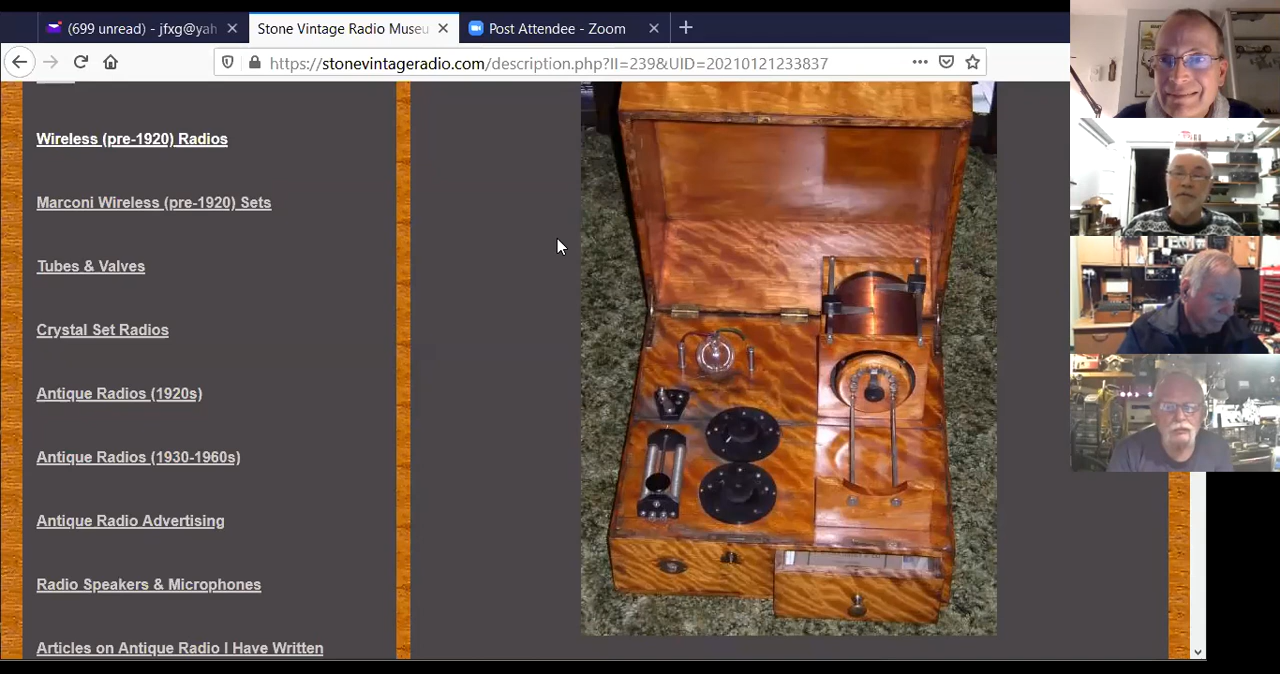 (699 unread) - jfxg@yah
Stone Vintage Radio Museu
Post Attendee - Zoom
https://stonevintageradio.com/description.php?II=239&UID=20210121233837
Wireless (pre-1920) Radios
Marconi Wireless (pre-1920) Sets
Tubes & Valves
Crystal Set Radios
Antique Radios (1920s)
Antique Radios (1930-1960s)
Antique Radio Advertising
Radio Speakers & Microphones
Articles on Antique Radio I Have Written